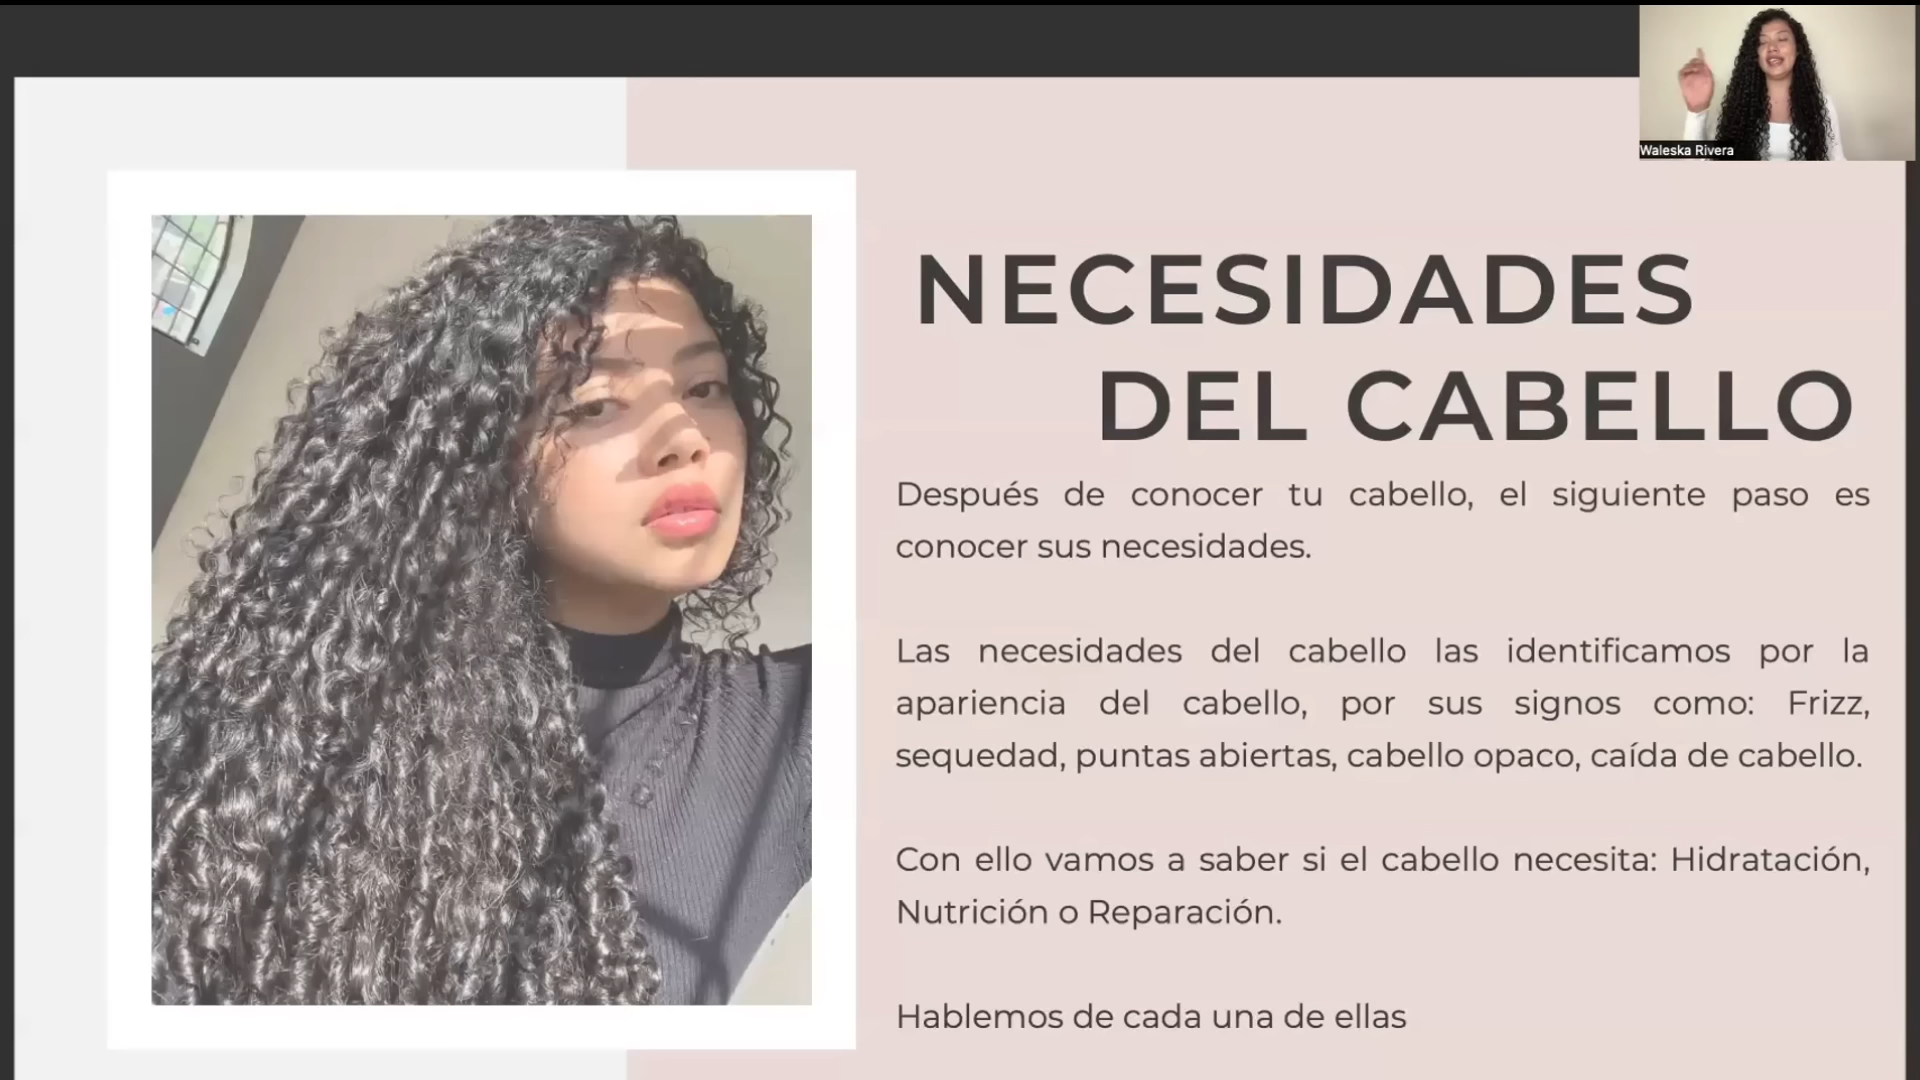 Waleska Rivera
NECESIDADES
DEL CABELLO
Después de conocer tu cabello, el siguiente paso es
conocer sus necesidades.
Las necesidades del cabello las identificamos por la
apariencia del cabello, por sus signos como: Frizz,
sequedad, puntas abiertas, cabello opaco, caída de cabello.
Con ello vamos a saber si el cabello necesita: Hidratación,
Nutrición o Reparación.
Hablemos de cada una de ellas